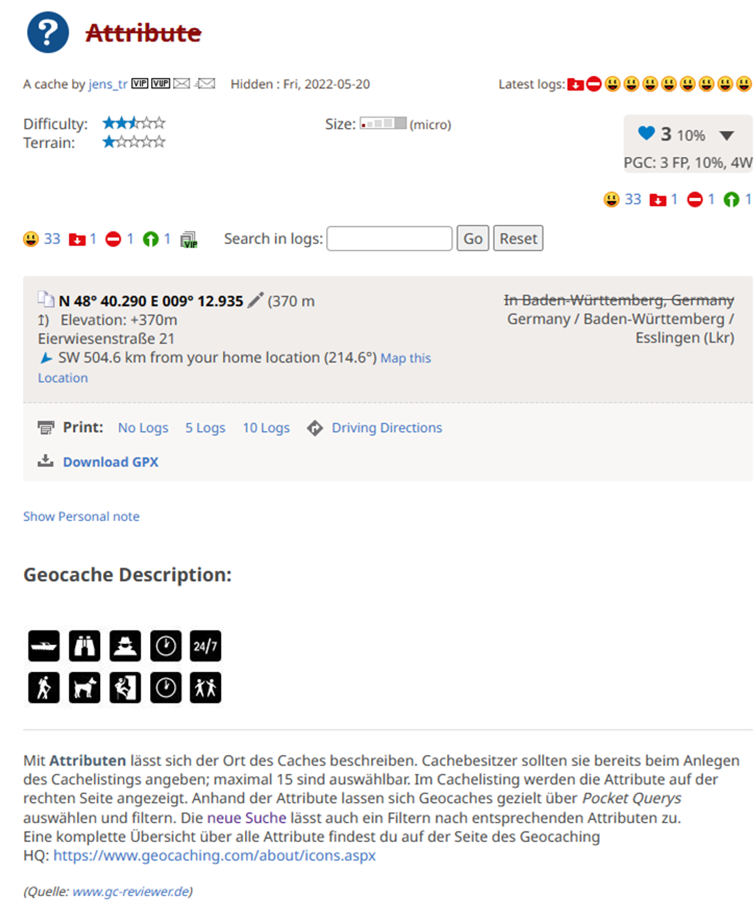 ?
Attribute
A cache by jens_tr VIP VUP Hidden : Fri, 2022-05-20 Latest logs:
Difficulty: Size: (micro)
Terrain:
3 10%
PGC: 3 FP, 10%, 4W
33 1 1 1
33 1 1 1 VIP Search in logs: Go Reset
N 48° 40.290 E 009° 12.935 (370 m In Baden-Württemberg, Germany
Elevation: +370m Germany / Baden-Württemberg /
Eierwiesenstraße 21 Esslingen (Lkr)
SW 504.6 km from your home location (214.6°) Map this
Location
Print: No Logs 5 Logs 10 Logs Driving Directions
Download GPX
Show Personal note
Geocache Description:
24/7
Mit Attributen lässt sich der Ort des Caches beschreiben. Cachebesitzer sollten sie bereits beim Anlegen
des Cachelistings angeben; maximal 15 sind auswählbar. Im Cachelisting werden die Attribute auf der
rechten Seite angezeigt. Anhand der Attribute lassen sich Geocaches gezielt über Pocket Querys
auswählen und filtern. Die neue Suche lässt auch ein Filtern nach entsprechenden Attributen zu.
Eine komplette Übersicht über alle Attribute findest du auf der Seite des Geocaching
HQ: https://www.geocaching.com/about/icons.aspx
(Quelle: www.gc-reviewer.de)